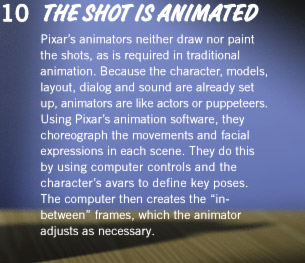 10 THE SHOT IS ANIMATED
Pixar's animators neither draw nor paint
the shots, as is required in traditional
animation. Because the character, models,
layout, dialog and sound are already set
up, animators are like actors or puppeteers.
Using Pixar's animation software, they
choreograph the movements and facial
expressions in each scene. They do this
by using computer controls and the
character's avars to define key poses.
The computer then creates the “in-
between” frames, which the animator
adjusts as necessary.